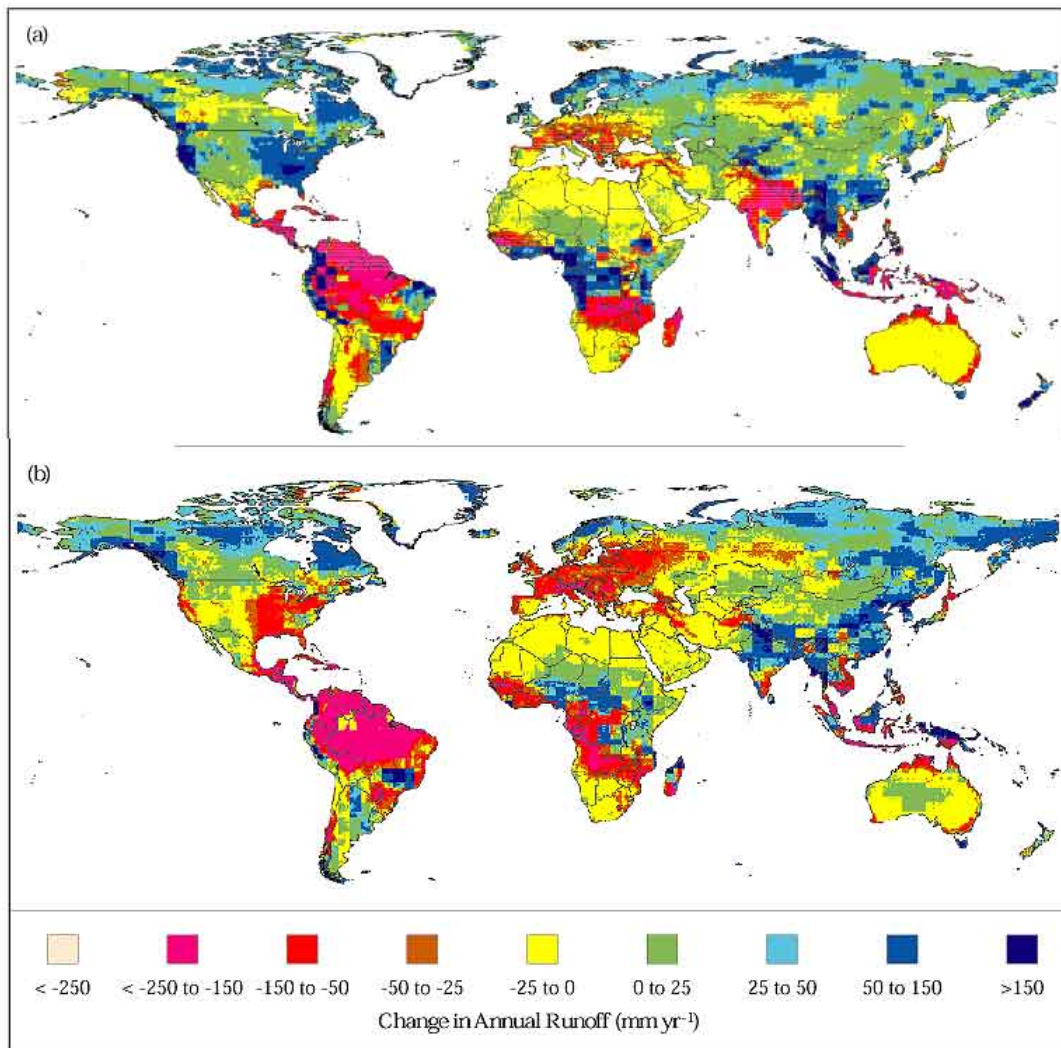 (a)
(b)
< -250 < -250 to -150 -150 to -50 -50 to -25 -25 to 0 0 to 25 25 to 50 50 to 150 >150
Change in Annual Runoff (mm yr⁻¹)